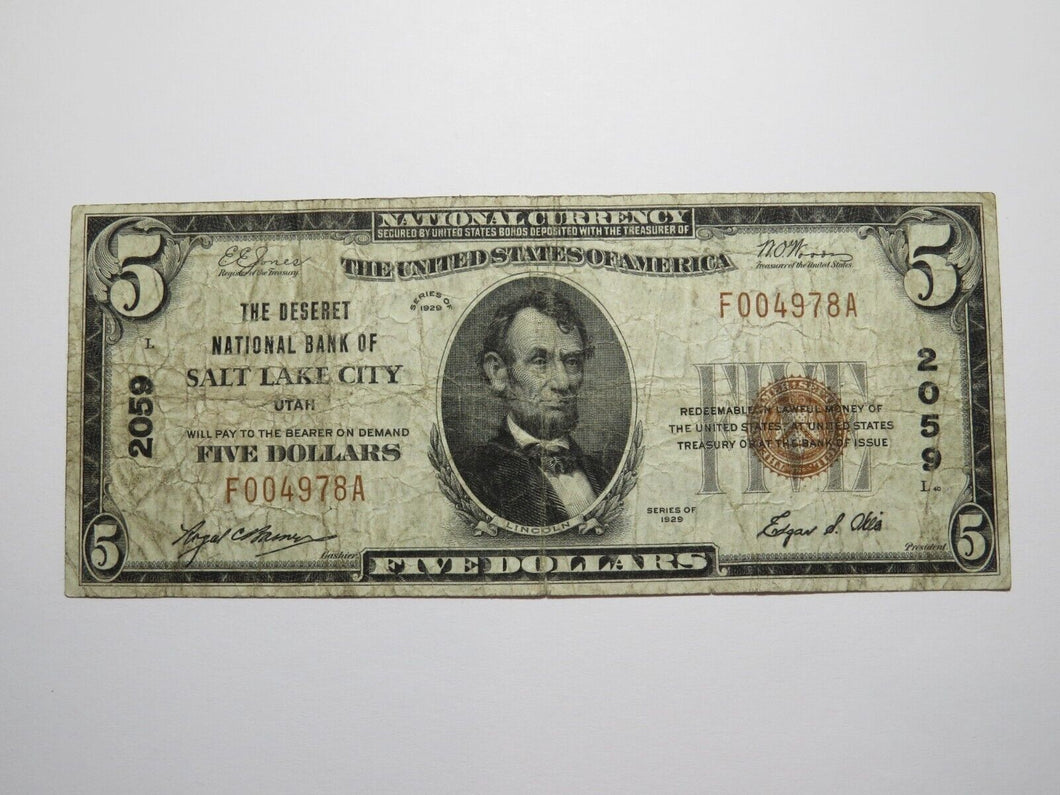 NATIONAL CURRENCY
SECURED BY UNITED STATES BONDS DEPOSITED WITH THE TREASURER OF
THE UNITED STATES OF AMERICA
5
5
E E Jones
Register of the Treasury
W. O. Woods
Treasurer of the United States
SERIES OF
1929
F004978A
THE DESERET
NATIONAL BANK OF
SALT LAKE CITY
UTAH
L
2059
WILL PAY TO THE BEARER ON DEMAND
FIVE DOLLARS
F004978A
FIVE
REDEEMABLE IN LAWFUL MONEY OF
THE UNITED STATES AT UNITED STATES
TREASURY OR AT THE BANK OF ISSUE
2059
L
SERIES OF
1929
LINCOLN
Cashier
Edgar S.
President
5
5
FIVE DOLLARS